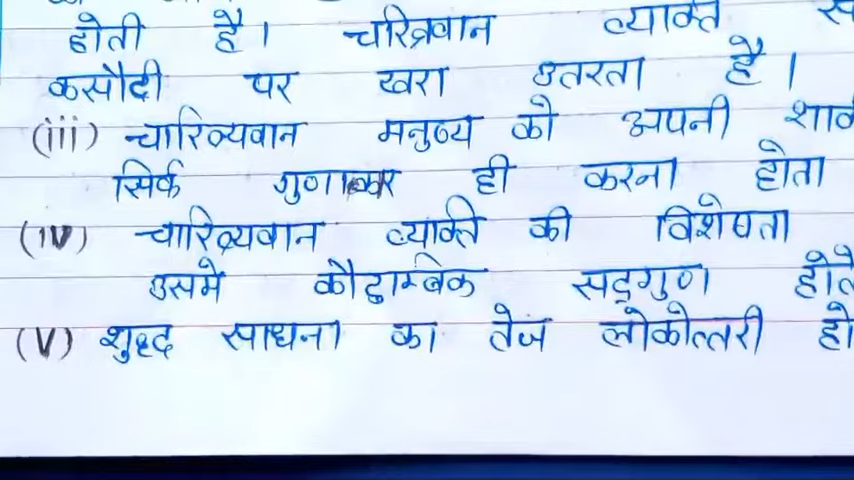 होती है। चरित्रवान व्यक्ति
कसौटी पर खरा उतरता है।
(iii) चारित्र्यवान मनुष्य को अपनी
सिर्फ गुणाकार ही करना होता
(iv) चारित्र्यवान व्यक्ति की विशेषता
उसमे कौटुम्बिक सद्गुण
(v) शुद्ध साधना का तेज लोकोत्तरी